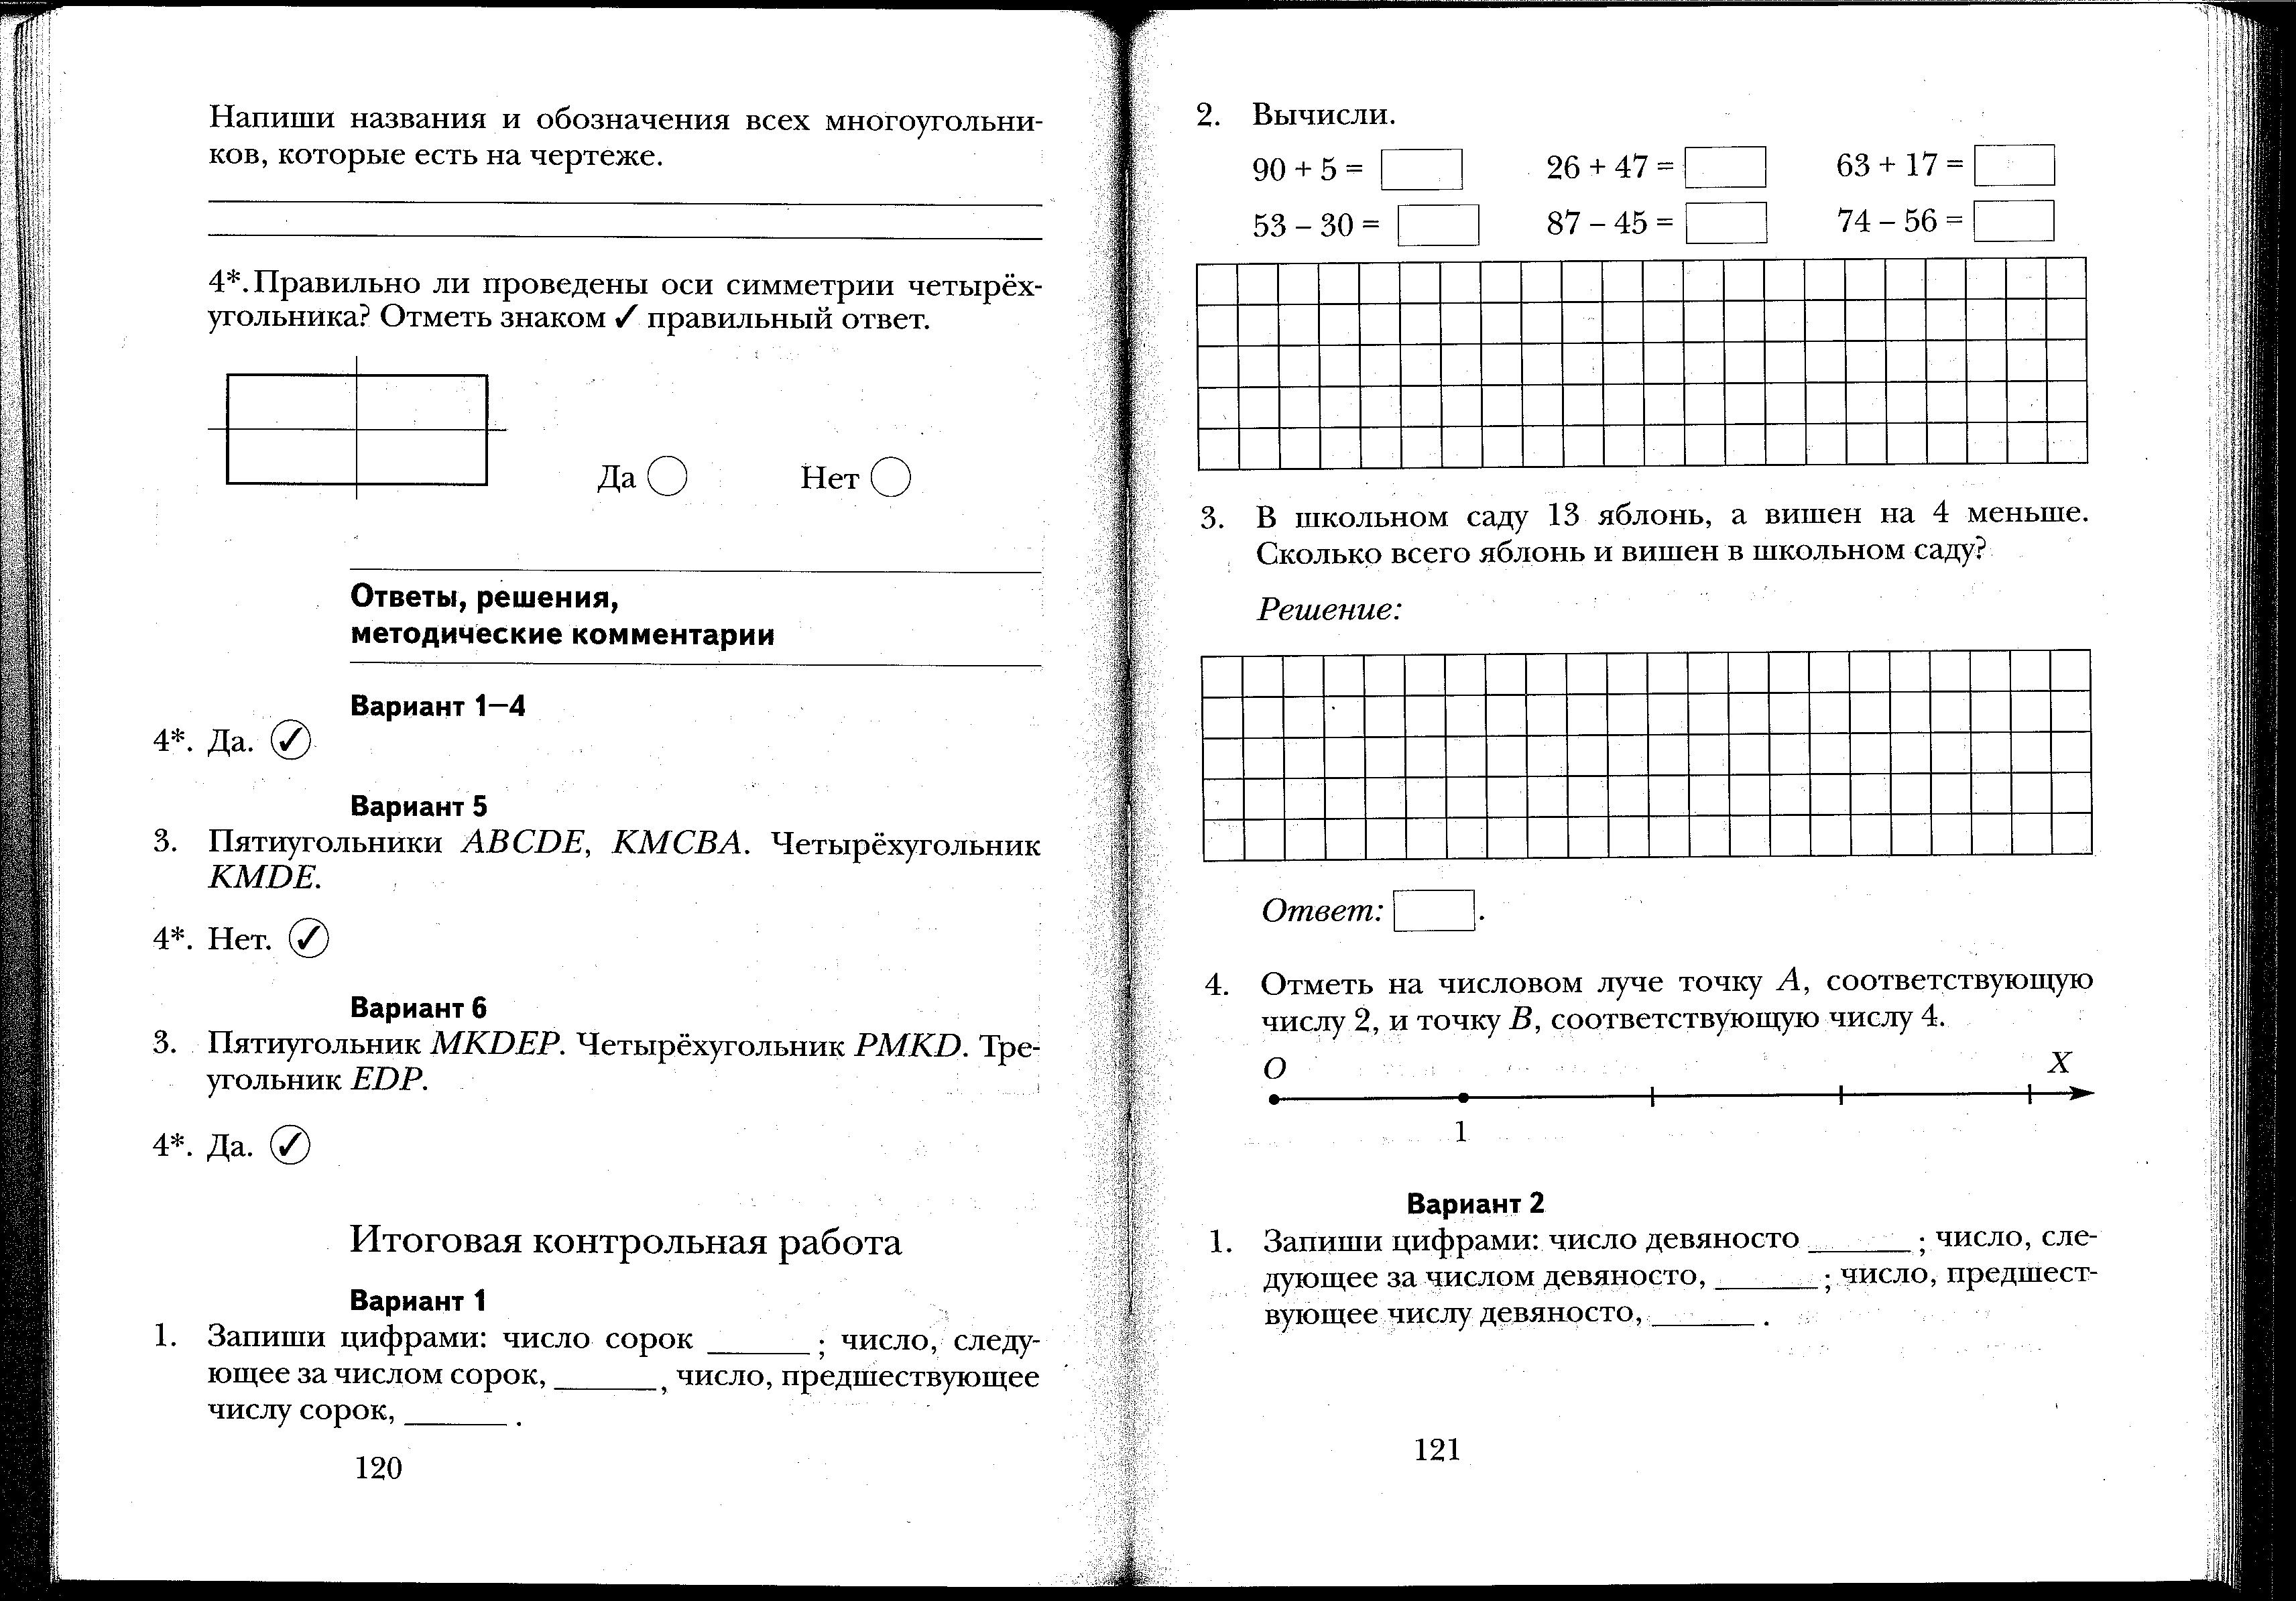 Напиши названия и обозначения всех многоугольни-
ков, которые есть на чертеже.
4*. Правильно ли проведены оси симметрии четырёх-
угольника? Отметь знаком ✓ правильный ответ.
Да
Нет
Ответы, решения,
методические комментарии
Вариант 1–4
4*. Да. ✓
Вариант 5
3. Пятиугольники ABCDE, KMCBA. Четырёхугольник
KMDE.
4*. Нет. ✓
Вариант 6
3. Пятиугольник MKDEP. Четырёхугольник PMKD. Тре-
угольник EDP.
4*. Да. ✓
Итоговая контрольная работа
Вариант 1
1. Запиши цифрами: число сорок ______ ; число, следу-
ющее за числом сорок, ______, число, предшествующее
числу сорок, ______ .
120
2. Вычисли.
90 + 5 = 26 + 47 = 63 + 17 =
53 – 30 = 87 – 45 = 74 – 56 =
3. В школьном саду 13 яблонь, а вишен на 4 меньше.
Сколько всего яблонь и вишен в школьном саду?
Решение:
Ответ: .
4. Отметь на числовом луче точку A, соответствующую
числу 2, и точку B, соответствующую числу 4.
O X
1
Вариант 2
1. Запиши цифрами: число девяносто ______ ; число, сле-
дующее за числом девяносто, ______ ; число, предшест-
вующее числу девяносто, ______ .
121